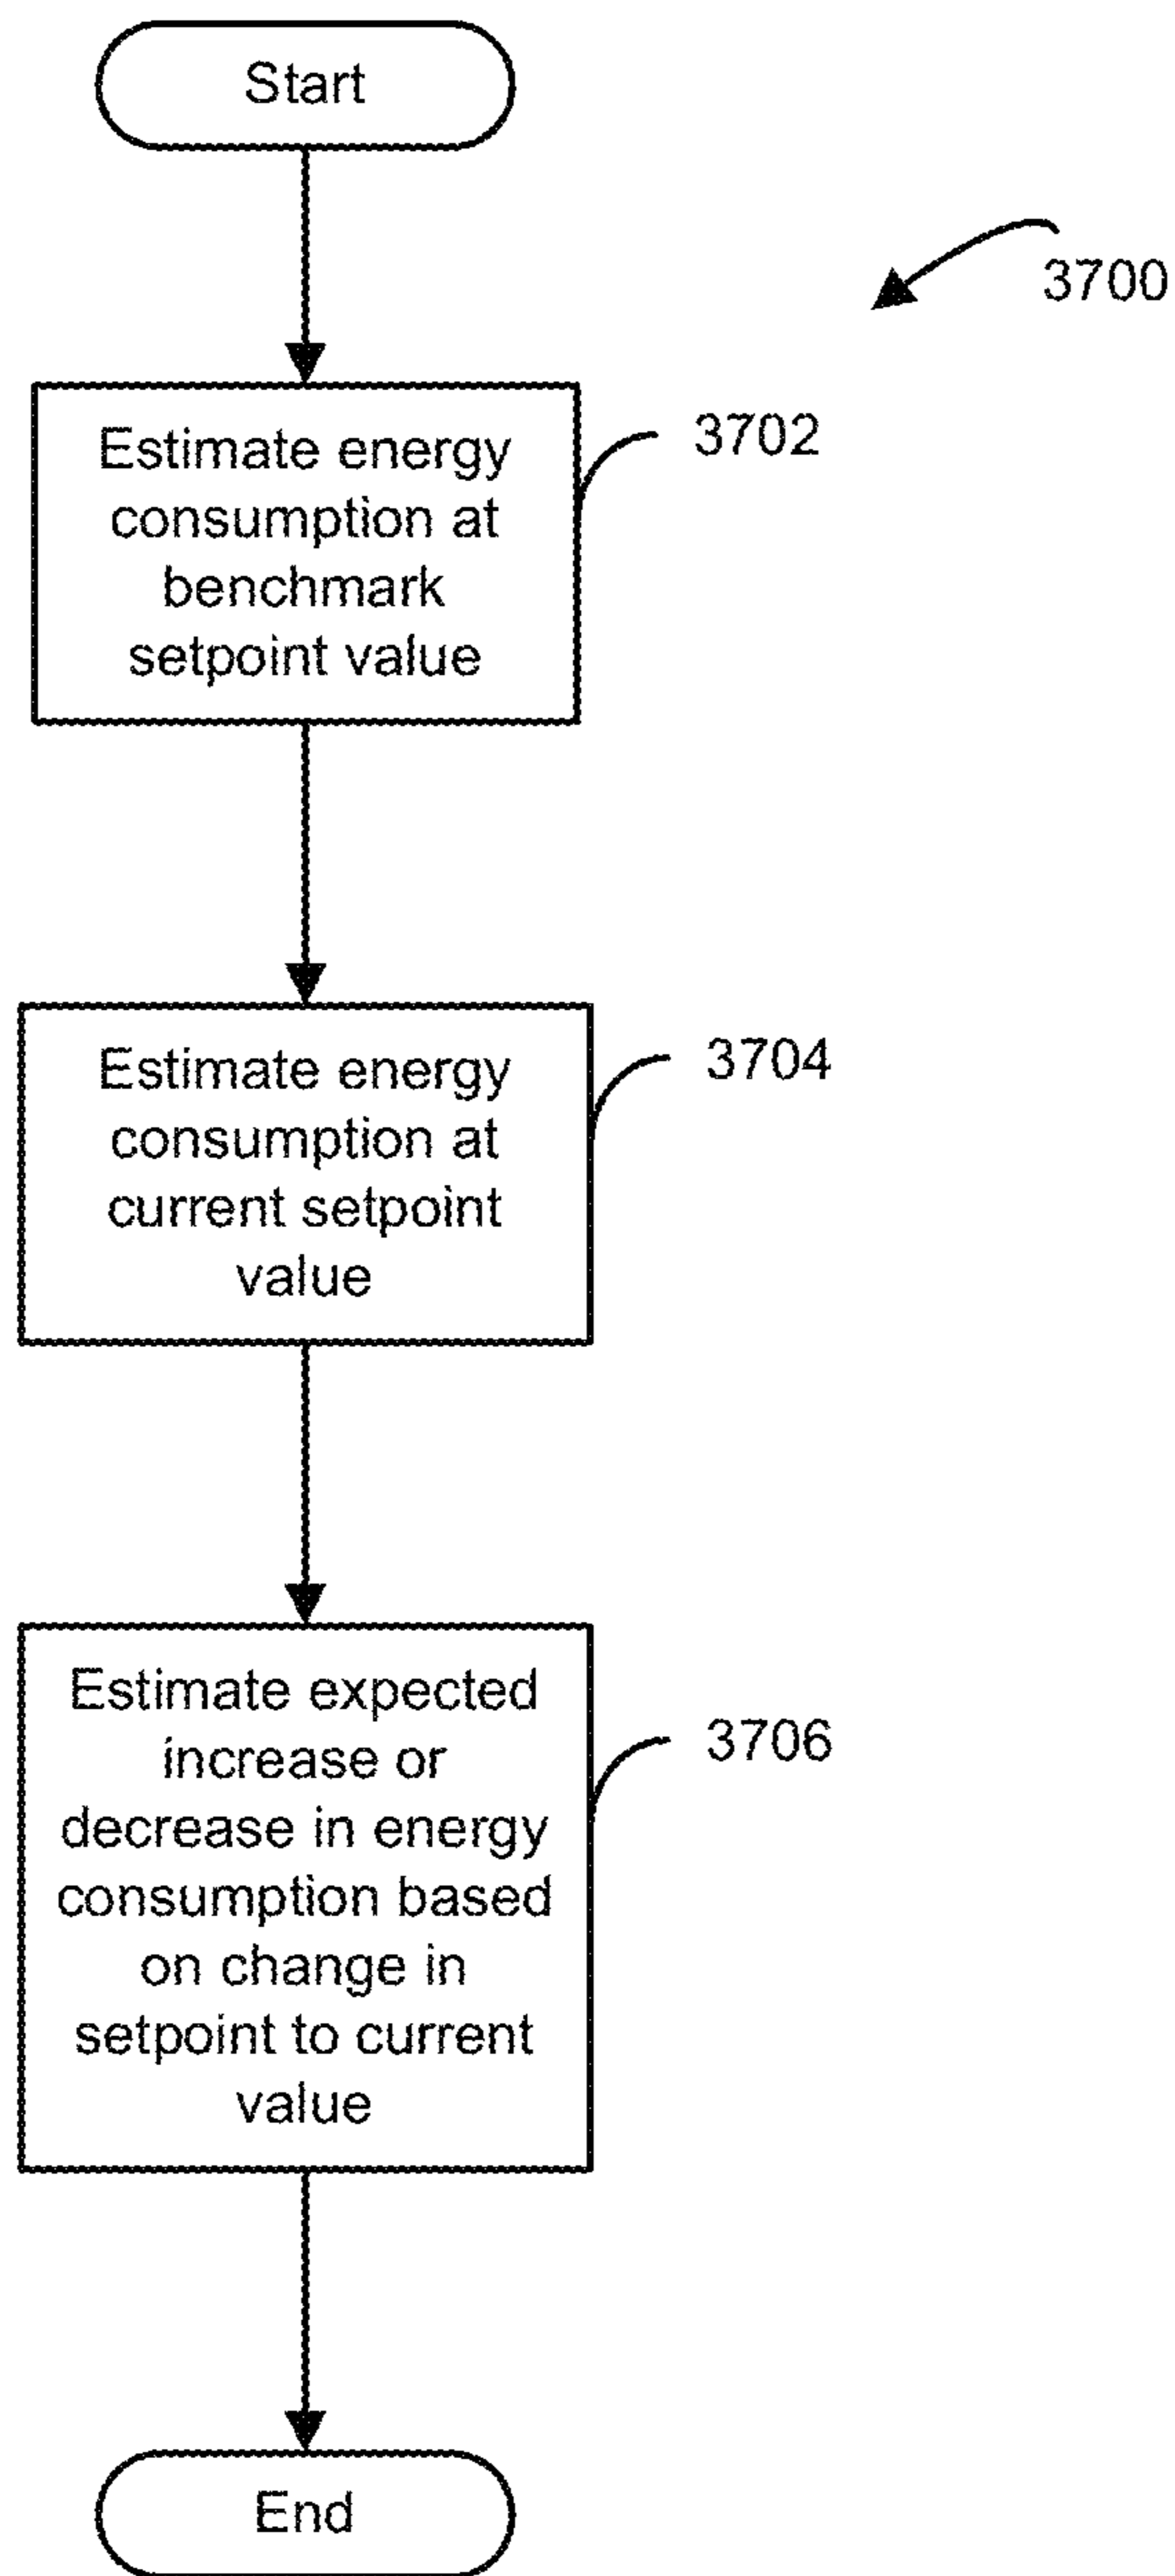 Start
3700
Estimate energy
consumption at
benchmark
setpoint value
3702
Estimate energy
consumption at
current setpoint
value
3704
Estimate expected
increase or
decrease in energy
consumption based
on change in
setpoint to current
value
3706
End